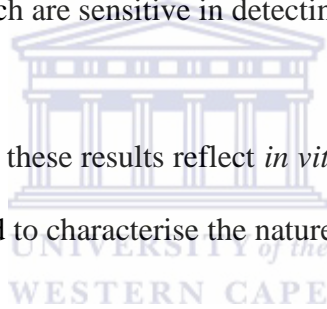 ch are sensitive in detectin
these results reflect in vit
d to characterise the nature
UNIVERSITY of the
WESTERN CAPE